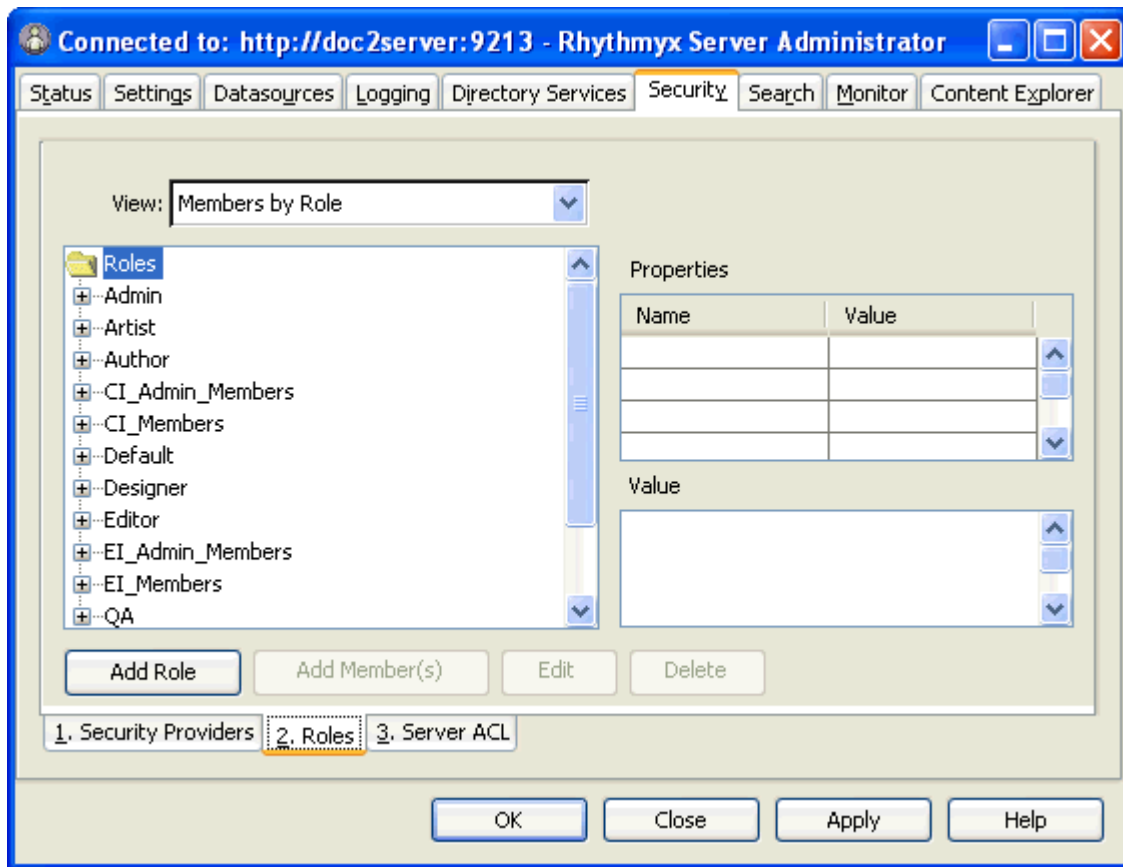 Connected to: http://doc2server:9213 - Rhythmyx Server Administrator
Status Settings Datasources Logging Directory Services Security Search Monitor Content Explorer
View: Members by Role
Roles
Admin
Artist
Author
CI_Admin_Members
CI_Members
Default
Designer
Editor
EI_Admin_Members
EI_Members
QA
Properties
Name Value
Value
Add Role Add Member(s) Edit Delete
1. Security Providers 2. Roles 3. Server ACL
OK Close Apply Help